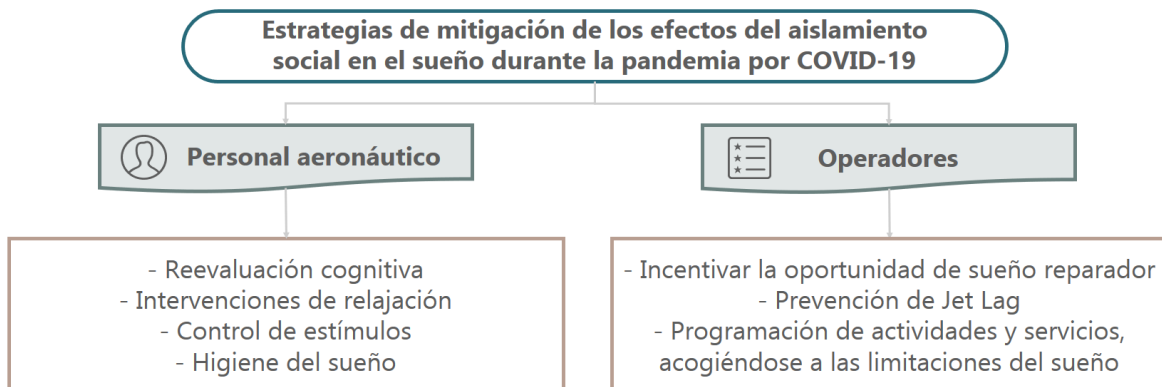 Estrategias de mitigación de los efectos del aislamiento
social en el sueño durante la pandemia por COVID-19
Personal aeronáutico
Operadores
- Reevaluación cognitiva
- Intervenciones de relajación
- Control de estímulos
- Higiene del sueño
- Incentivar la oportunidad de sueño reparador
- Prevención de Jet Lag
- Programación de actividades y servicios,
acogiéndose a las limitaciones del sueño